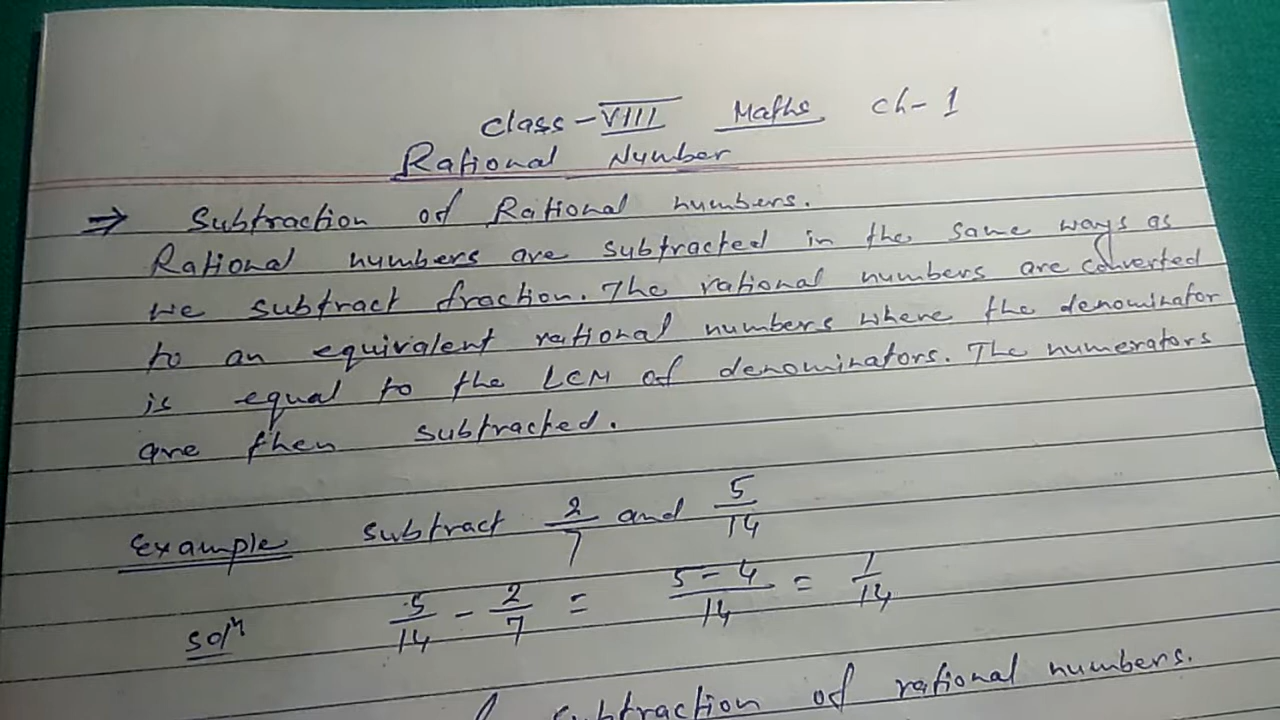 Class - VIII Maths Ch- 1
Rational Number
⇒ Subtraction of Rational numbers.
Rational numbers are subtracted in the same ways as
we subtract fraction. The rational numbers are converted
to an equivalent rational numbers where the denominator
is equal to the LCM of denominators. The numerators
are then subtracted.
Example Subtract 2/7 and 5/14
Solⁿ 5/14 - 2/7 = 5-4/14 = 1/14
subtraction of rational numbers.